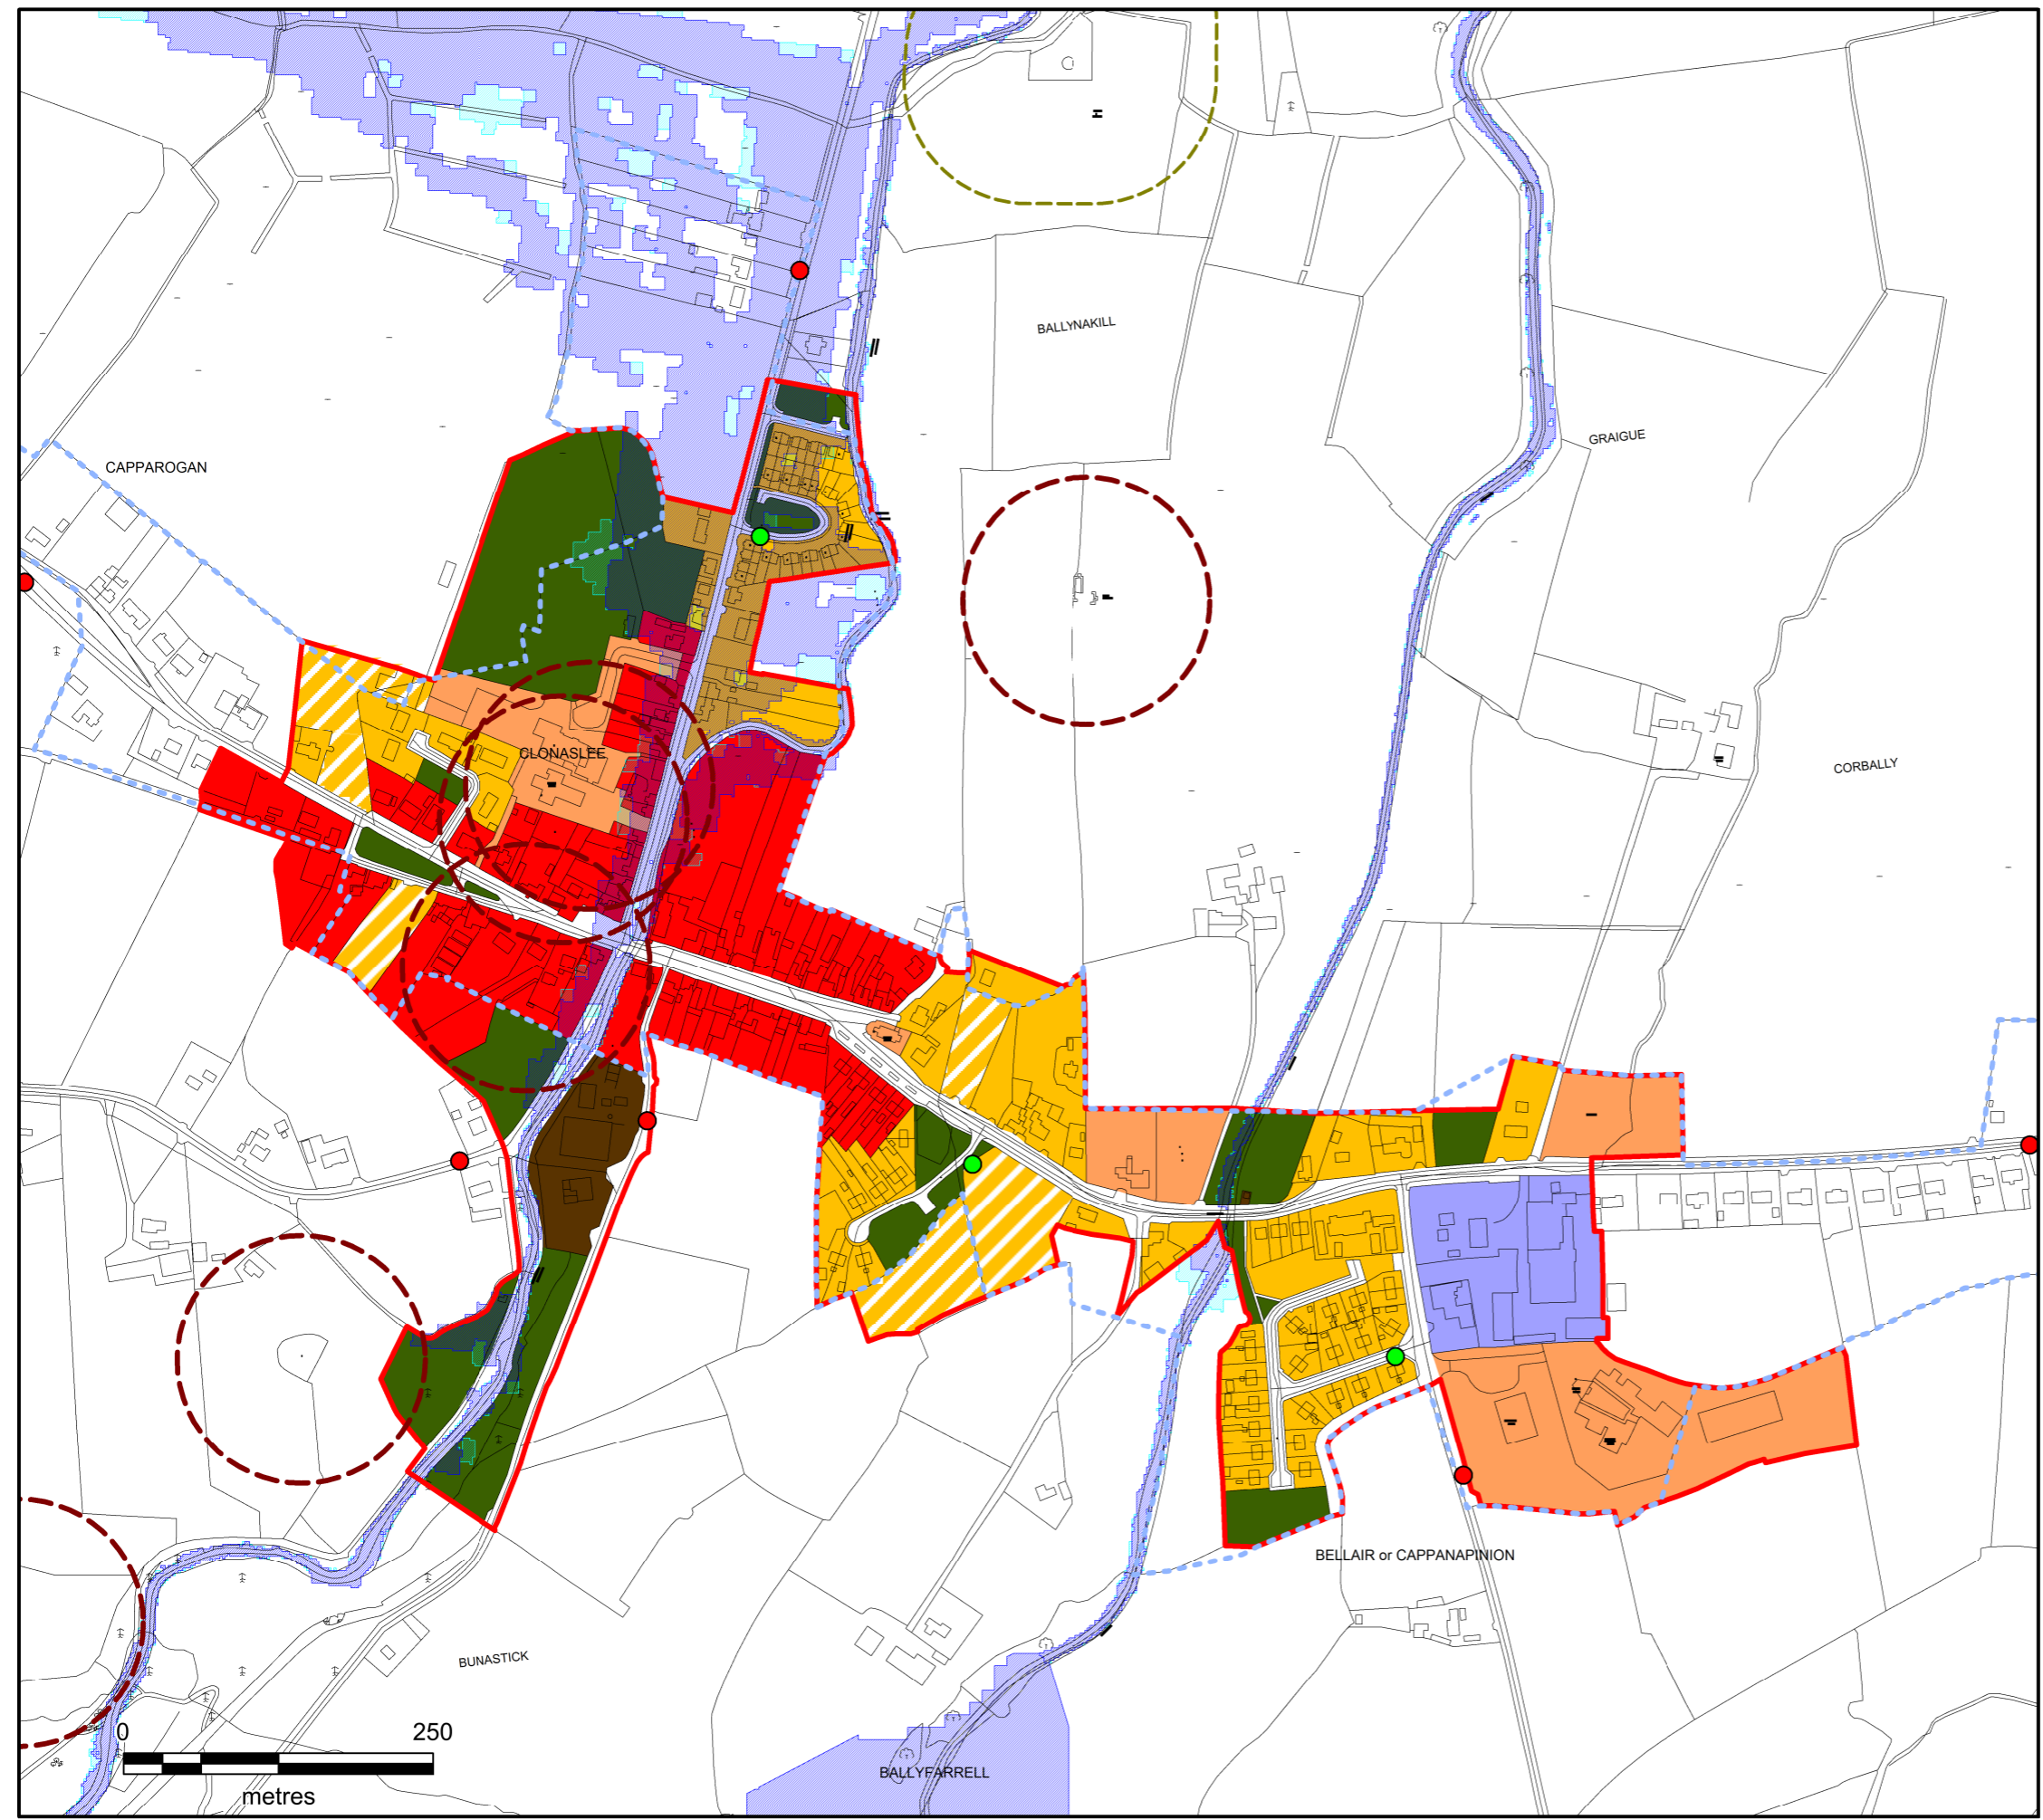 BALLYNAKILL
GRAIGUE
CAPPAROGAN
CLONASLEE
CORBALLY
BELLAIR or CAPPANAPINION
BUNASTICK
0 250
metres
BALLYFARRELL